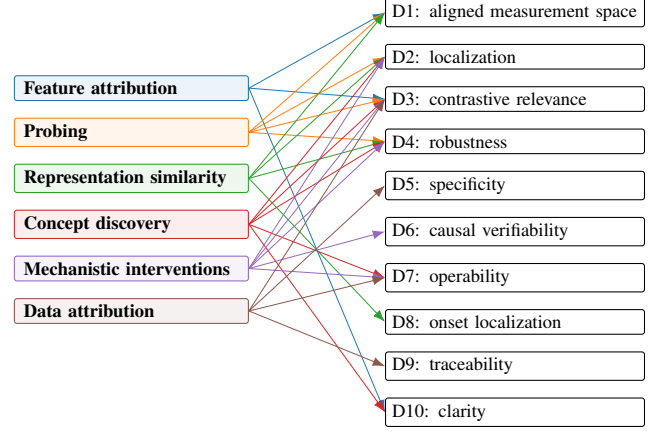 Feature attribution
Probing
Representation similarity
Concept discovery
Mechanistic interventions
Data attribution
D1: aligned measurement space
D2: localization
D3: contrastive relevance
D4: robustness
D5: specificity
D6: causal verifiability
D7: operability
D8: onset localization
D9: traceability
D10: clarity